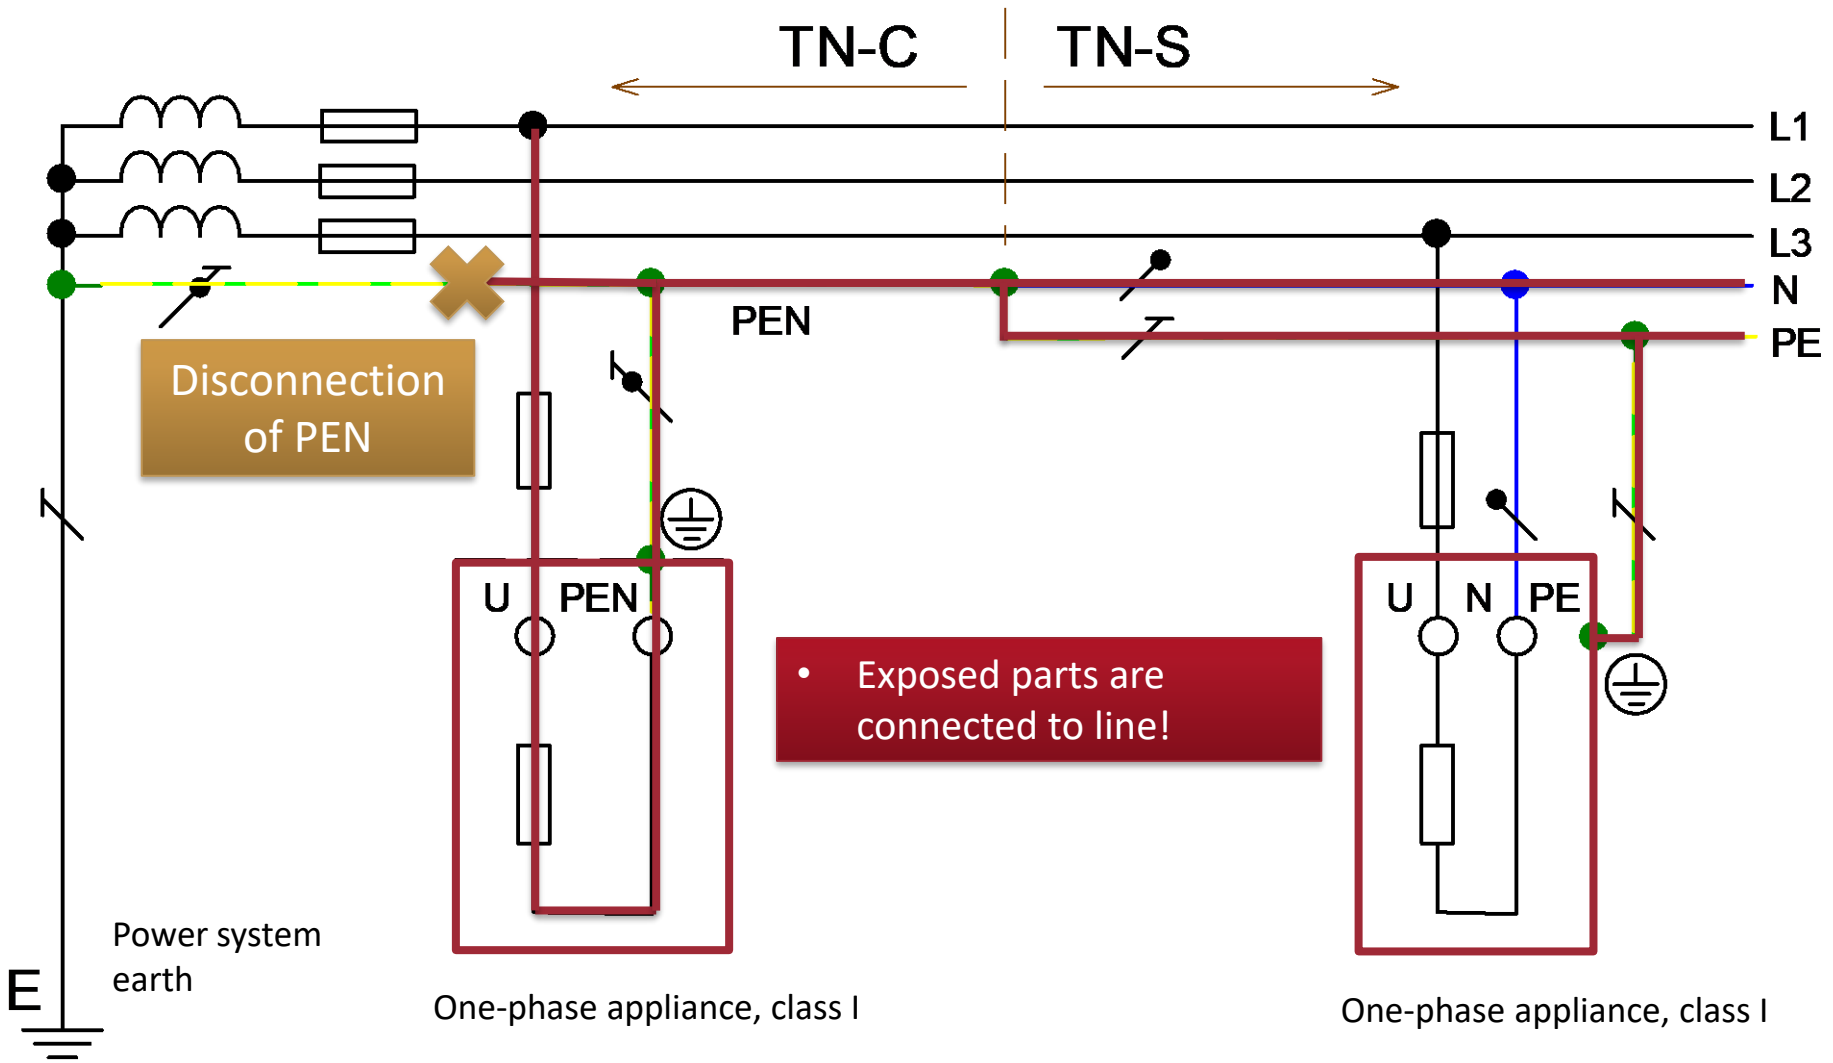 TN-C
TN-S
L1
L2
L3
N
PEN
PE
Disconnection
of PEN
U PEN
U N PE
• Exposed parts are
connected to line!
Power system
earth
E
One-phase appliance, class I
One-phase appliance, class I